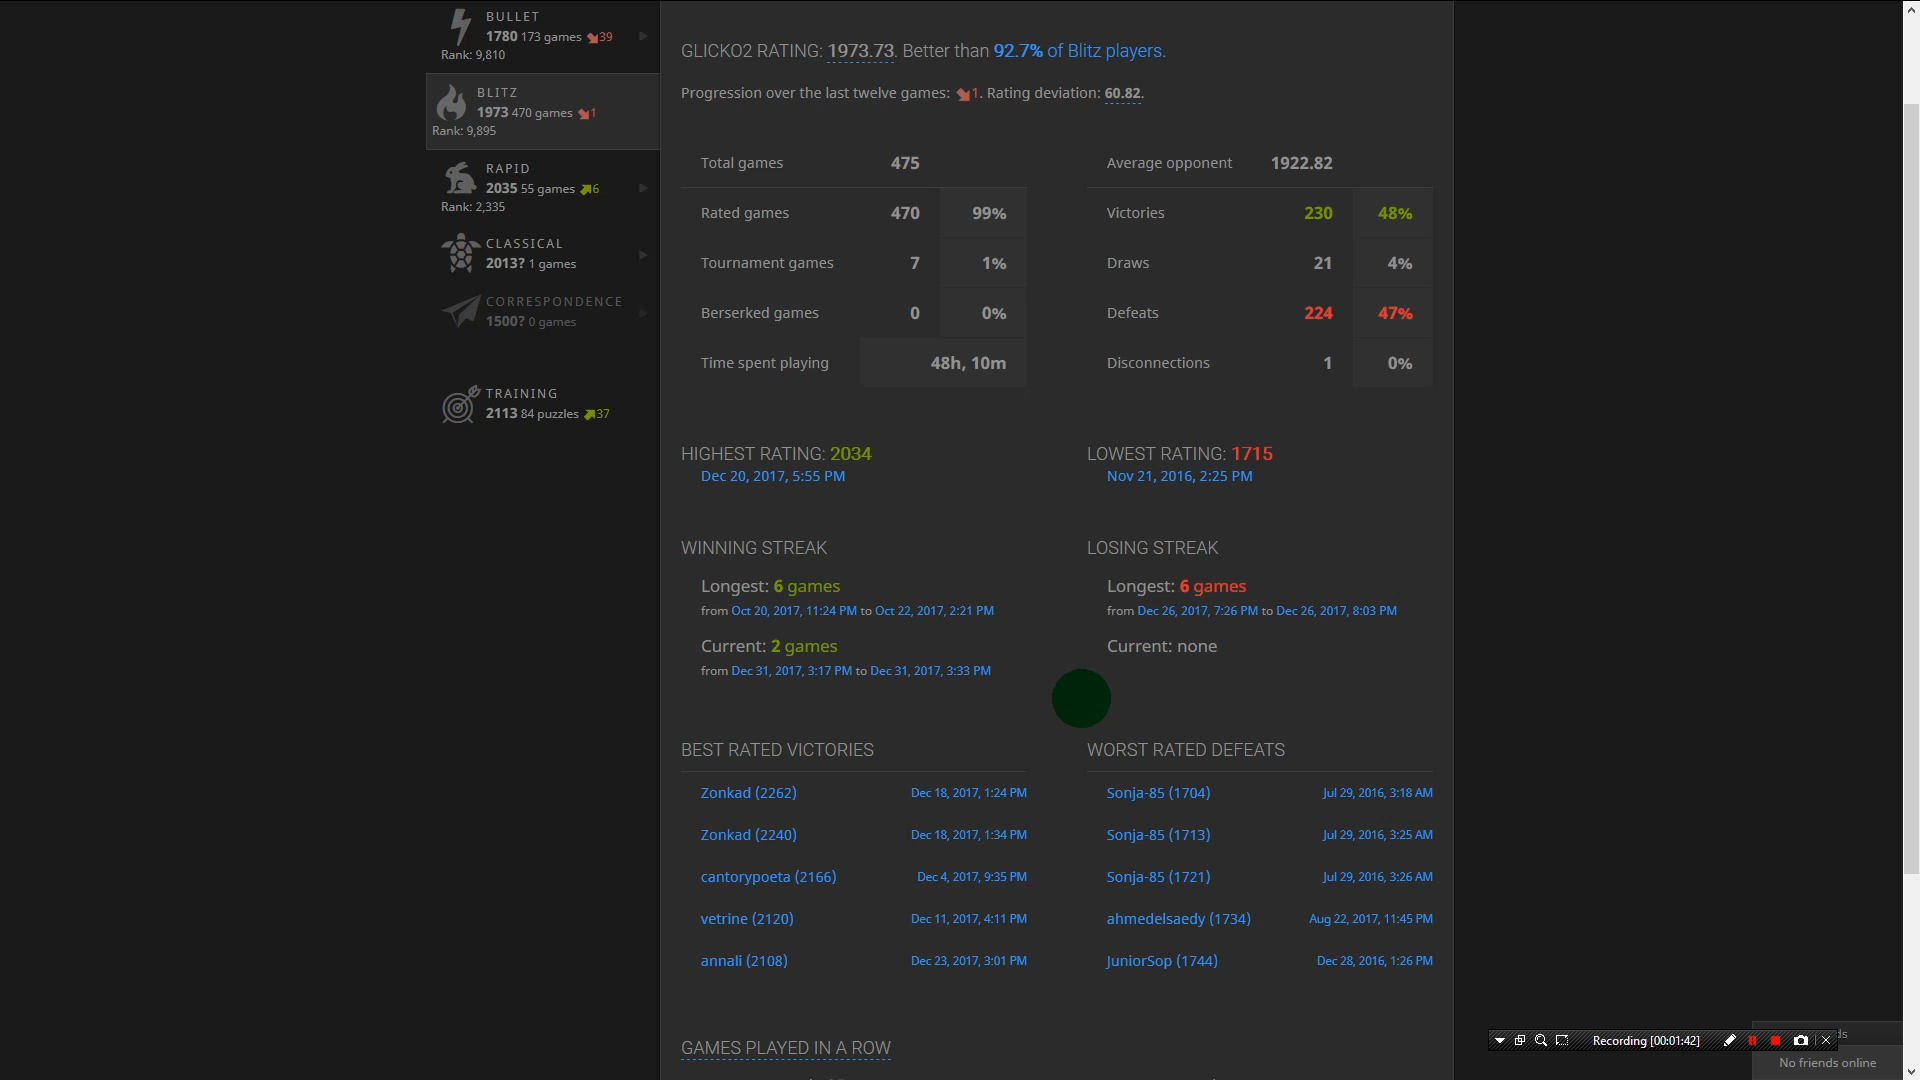 BULLET
1780 173 games 39
Rank: 9,810
BLITZ
1973 470 games 1
Rank: 9,895
RAPID
2035 55 games 6
Rank: 2,335
CLASSICAL
2013? 1 games
CORRESPONDENCE
1500? 0 games
TRAINING
2113 84 puzzles 37
GLICKO2 RATING: 1973.73. Better than 92.7% of Blitz players.
Progression over the last twelve games: 1. Rating deviation: 60.82.
Total games 475
Rated games 470 99%
Tournament games 7 1%
Berserked games 0 0%
Time spent playing 48h, 10m
Average opponent 1922.82
Victories 230 48%
Draws 21 4%
Defeats 224 47%
Disconnections 1 0%
HIGHEST RATING: 2034
Dec 20, 2017, 5:55 PM
LOWEST RATING: 1715
Nov 21, 2016, 2:25 PM
WINNING STREAK
Longest: 6 games
from Oct 20, 2017, 11:24 PM to Oct 22, 2017, 2:21 PM
Current: 2 games
from Dec 31, 2017, 3:17 PM to Dec 31, 2017, 3:33 PM
LOSING STREAK
Longest: 6 games
from Dec 26, 2017, 7:26 PM to Dec 26, 2017, 8:03 PM
Current: none
BEST RATED VICTORIES
Zonkad (2262) Dec 18, 2017, 1:24 PM
Zonkad (2240) Dec 18, 2017, 1:34 PM
cantorypoeta (2166) Dec 4, 2017, 9:35 PM
vetrine (2120) Dec 11, 2017, 4:11 PM
annali (2108) Dec 23, 2017, 3:01 PM
WORST RATED DEFEATS
Sonja-85 (1704) Jul 29, 2016, 3:18 AM
Sonja-85 (1713) Jul 29, 2016, 3:25 AM
Sonja-85 (1721) Jul 29, 2016, 3:26 AM
ahmedelsaedy (1734) Aug 22, 2017, 11:45 PM
JuniorSop (1744) Dec 28, 2016, 1:26 PM
GAMES PLAYED IN A ROW
Recording [00:01:42]
No friends online